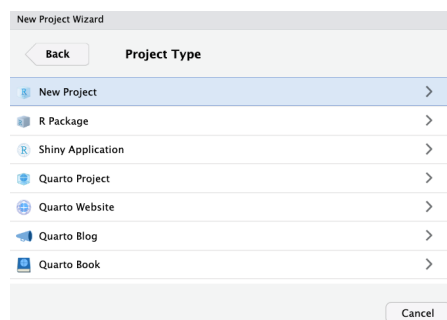 New Project Wizard
Back
Project Type
New Project
R Package
R Shiny Application
Quarto Project
Quarto Website
Quarto Blog
Quarto Book
Cancel